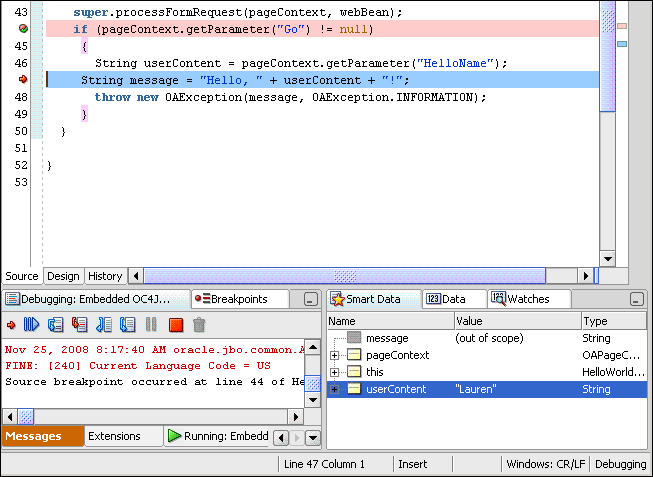 43 super.processFormRequest(pageContext, webBean);
if (pageContext.getParameter("Go") != null)
45 {
46 String userContent = pageContext.getParameter("HelloName");
String message = "Hello, " + userContent + "!";
48 throw new OAException(message, OAException.INFORMATION);
49 }
50 }
51
52 }
53
Source Design History
Debugging: Embedded OC4J... Breakpoints
Nov 25, 2008 8:17:40 AM oracle.jbo.common.
FINE: [240] Current Language Code = US
Source breakpoint occurred at line 44 of He
Messages Extensions Running: Embedd
Smart Data Data Watches
Name Value Type
message (out of scope) String
pageContext OAPageC...
this HelloWorld...
userContent "Lauren" String
Line 47 Column 1 Insert Windows: CR/LF Debugging